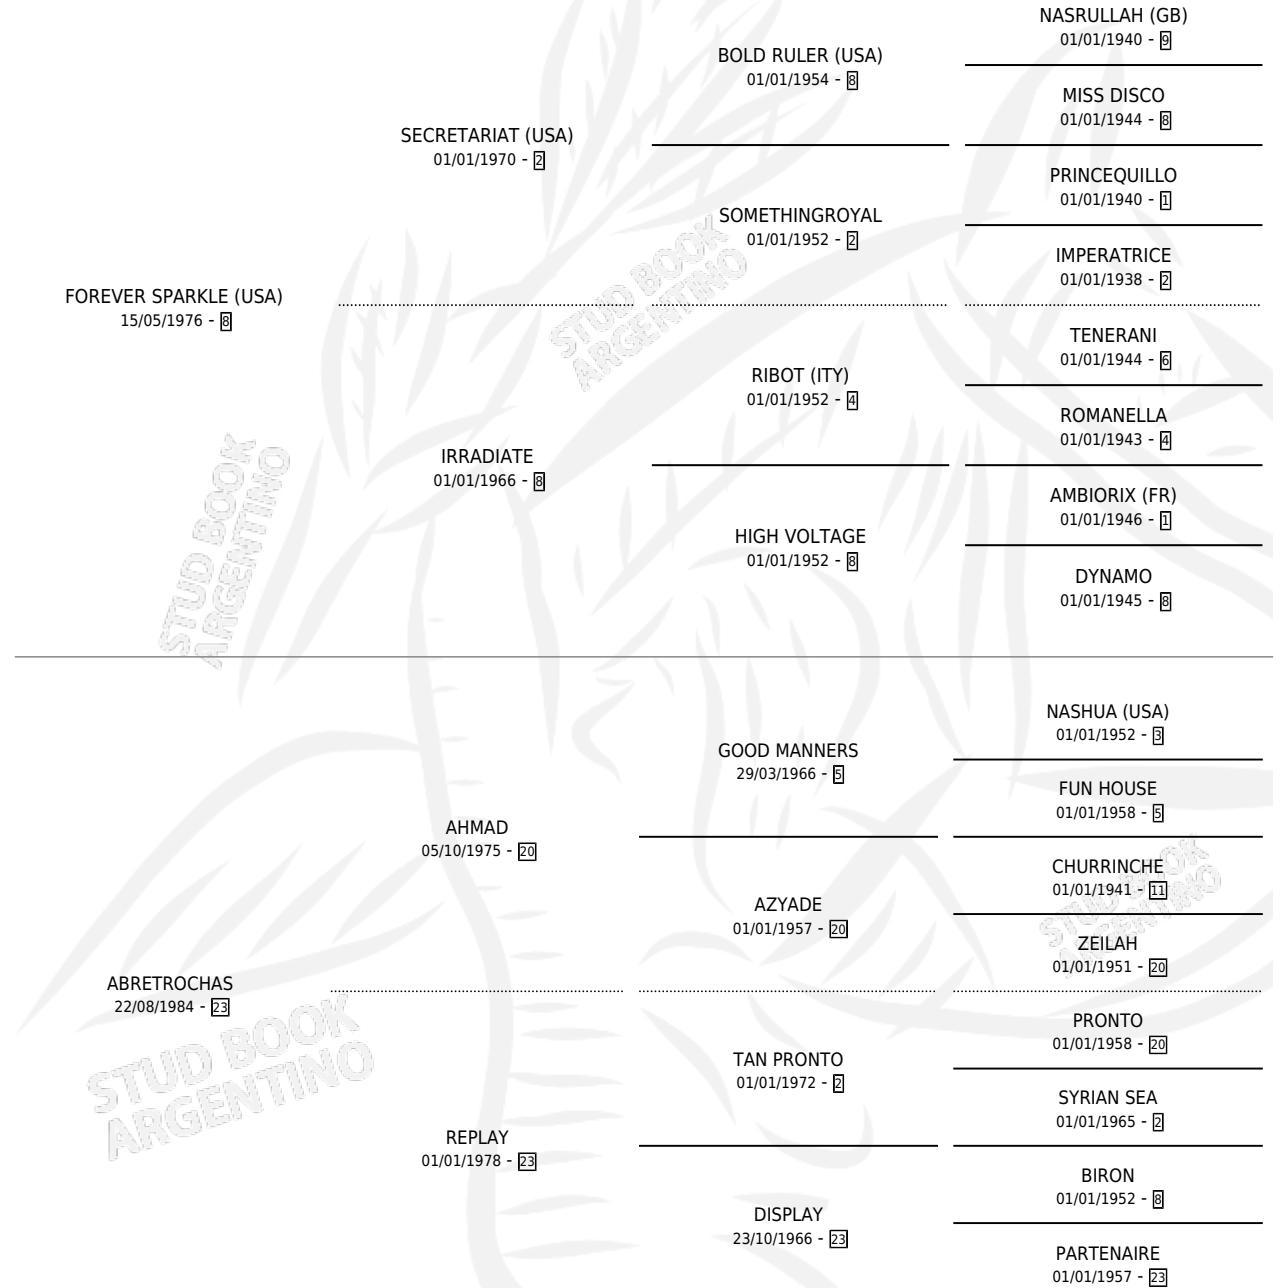 NASRULLAH (GB)
01/01/1940 - 9
BOLD RULER (USA)
01/01/1954 - 8
MISS DISCO
01/01/1944 - 8
SECRETARIAT (USA)
01/01/1970 - 2
PRINCEQUILLO
01/01/1940 - 1
SOMETHINGROYAL
01/01/1952 - 2
IMPERATRICE
01/01/1938 - 2
FOREVER SPARKLE (USA)
15/05/1976 - 8
TENERANI
01/01/1944 - 6
RIBOT (ITY)
01/01/1952 - 4
ROMANELLA
01/01/1943 - 4
IRRADIATE
01/01/1966 - 8
AMBIORIX (FR)
01/01/1946 - 1
HIGH VOLTAGE
01/01/1952 - 8
DYNAMO
01/01/1945 - 8
STUD BOOK
ARGENTINO
STUD BOOK
ARGENTINO
NASHUA (USA)
01/01/1952 - 3
GOOD MANNERS
29/03/1966 - 5
FUN HOUSE
01/01/1958 - 5
AHMAD
05/10/1975 - 20
CHURRINCHE
01/01/1941 - 11
AZYADE
01/01/1957 - 20
ZEILAH
01/01/1951 - 20
ABRETROCHAS
22/08/1984 - 23
PRONTO
01/01/1958 - 20
TAN PRONTO
01/01/1972 - 2
SYRIAN SEA
01/01/1965 - 2
REPLAY
01/01/1978 - 23
BIRON
01/01/1952 - 8
DISPLAY
23/10/1966 - 23
PARTENAIRE
01/01/1957 - 23
STUD BOOK
ARGENTINO
STUD BOOK
ARGENTINO